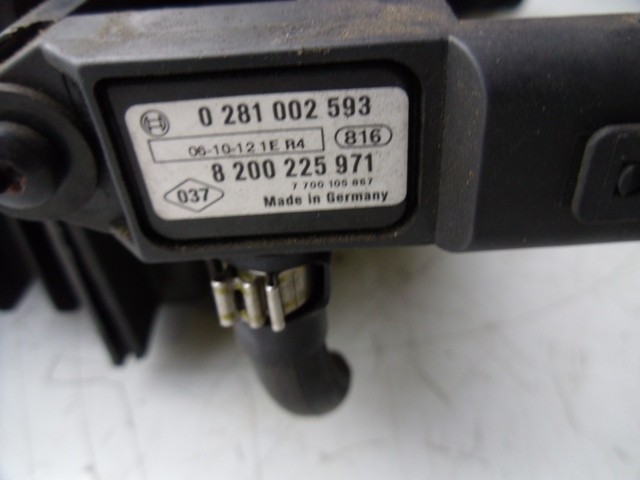 0 281 002 593
06-10-12 1E R4 816
8 200 225 971
7 700 105 867
037 Made in Germany